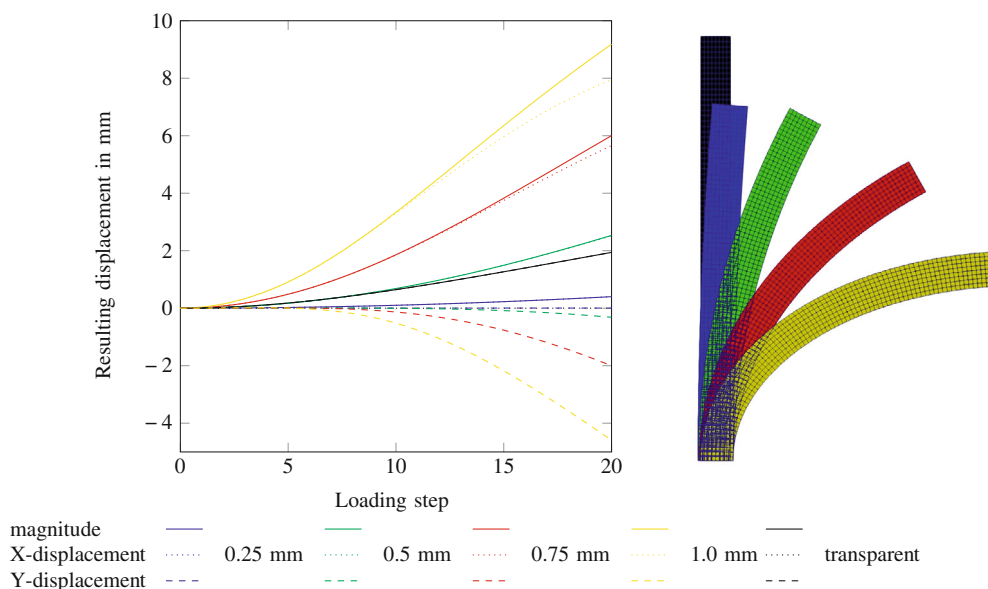 10
8
6
4
2
0
− 2
− 4
Resulting displacement in mm
0 5 10 15 20
Loading step
magnitude
X-displacement 0.25 mm 0.5 mm 0.75 mm 1.0 mm transparent
Y-displacement